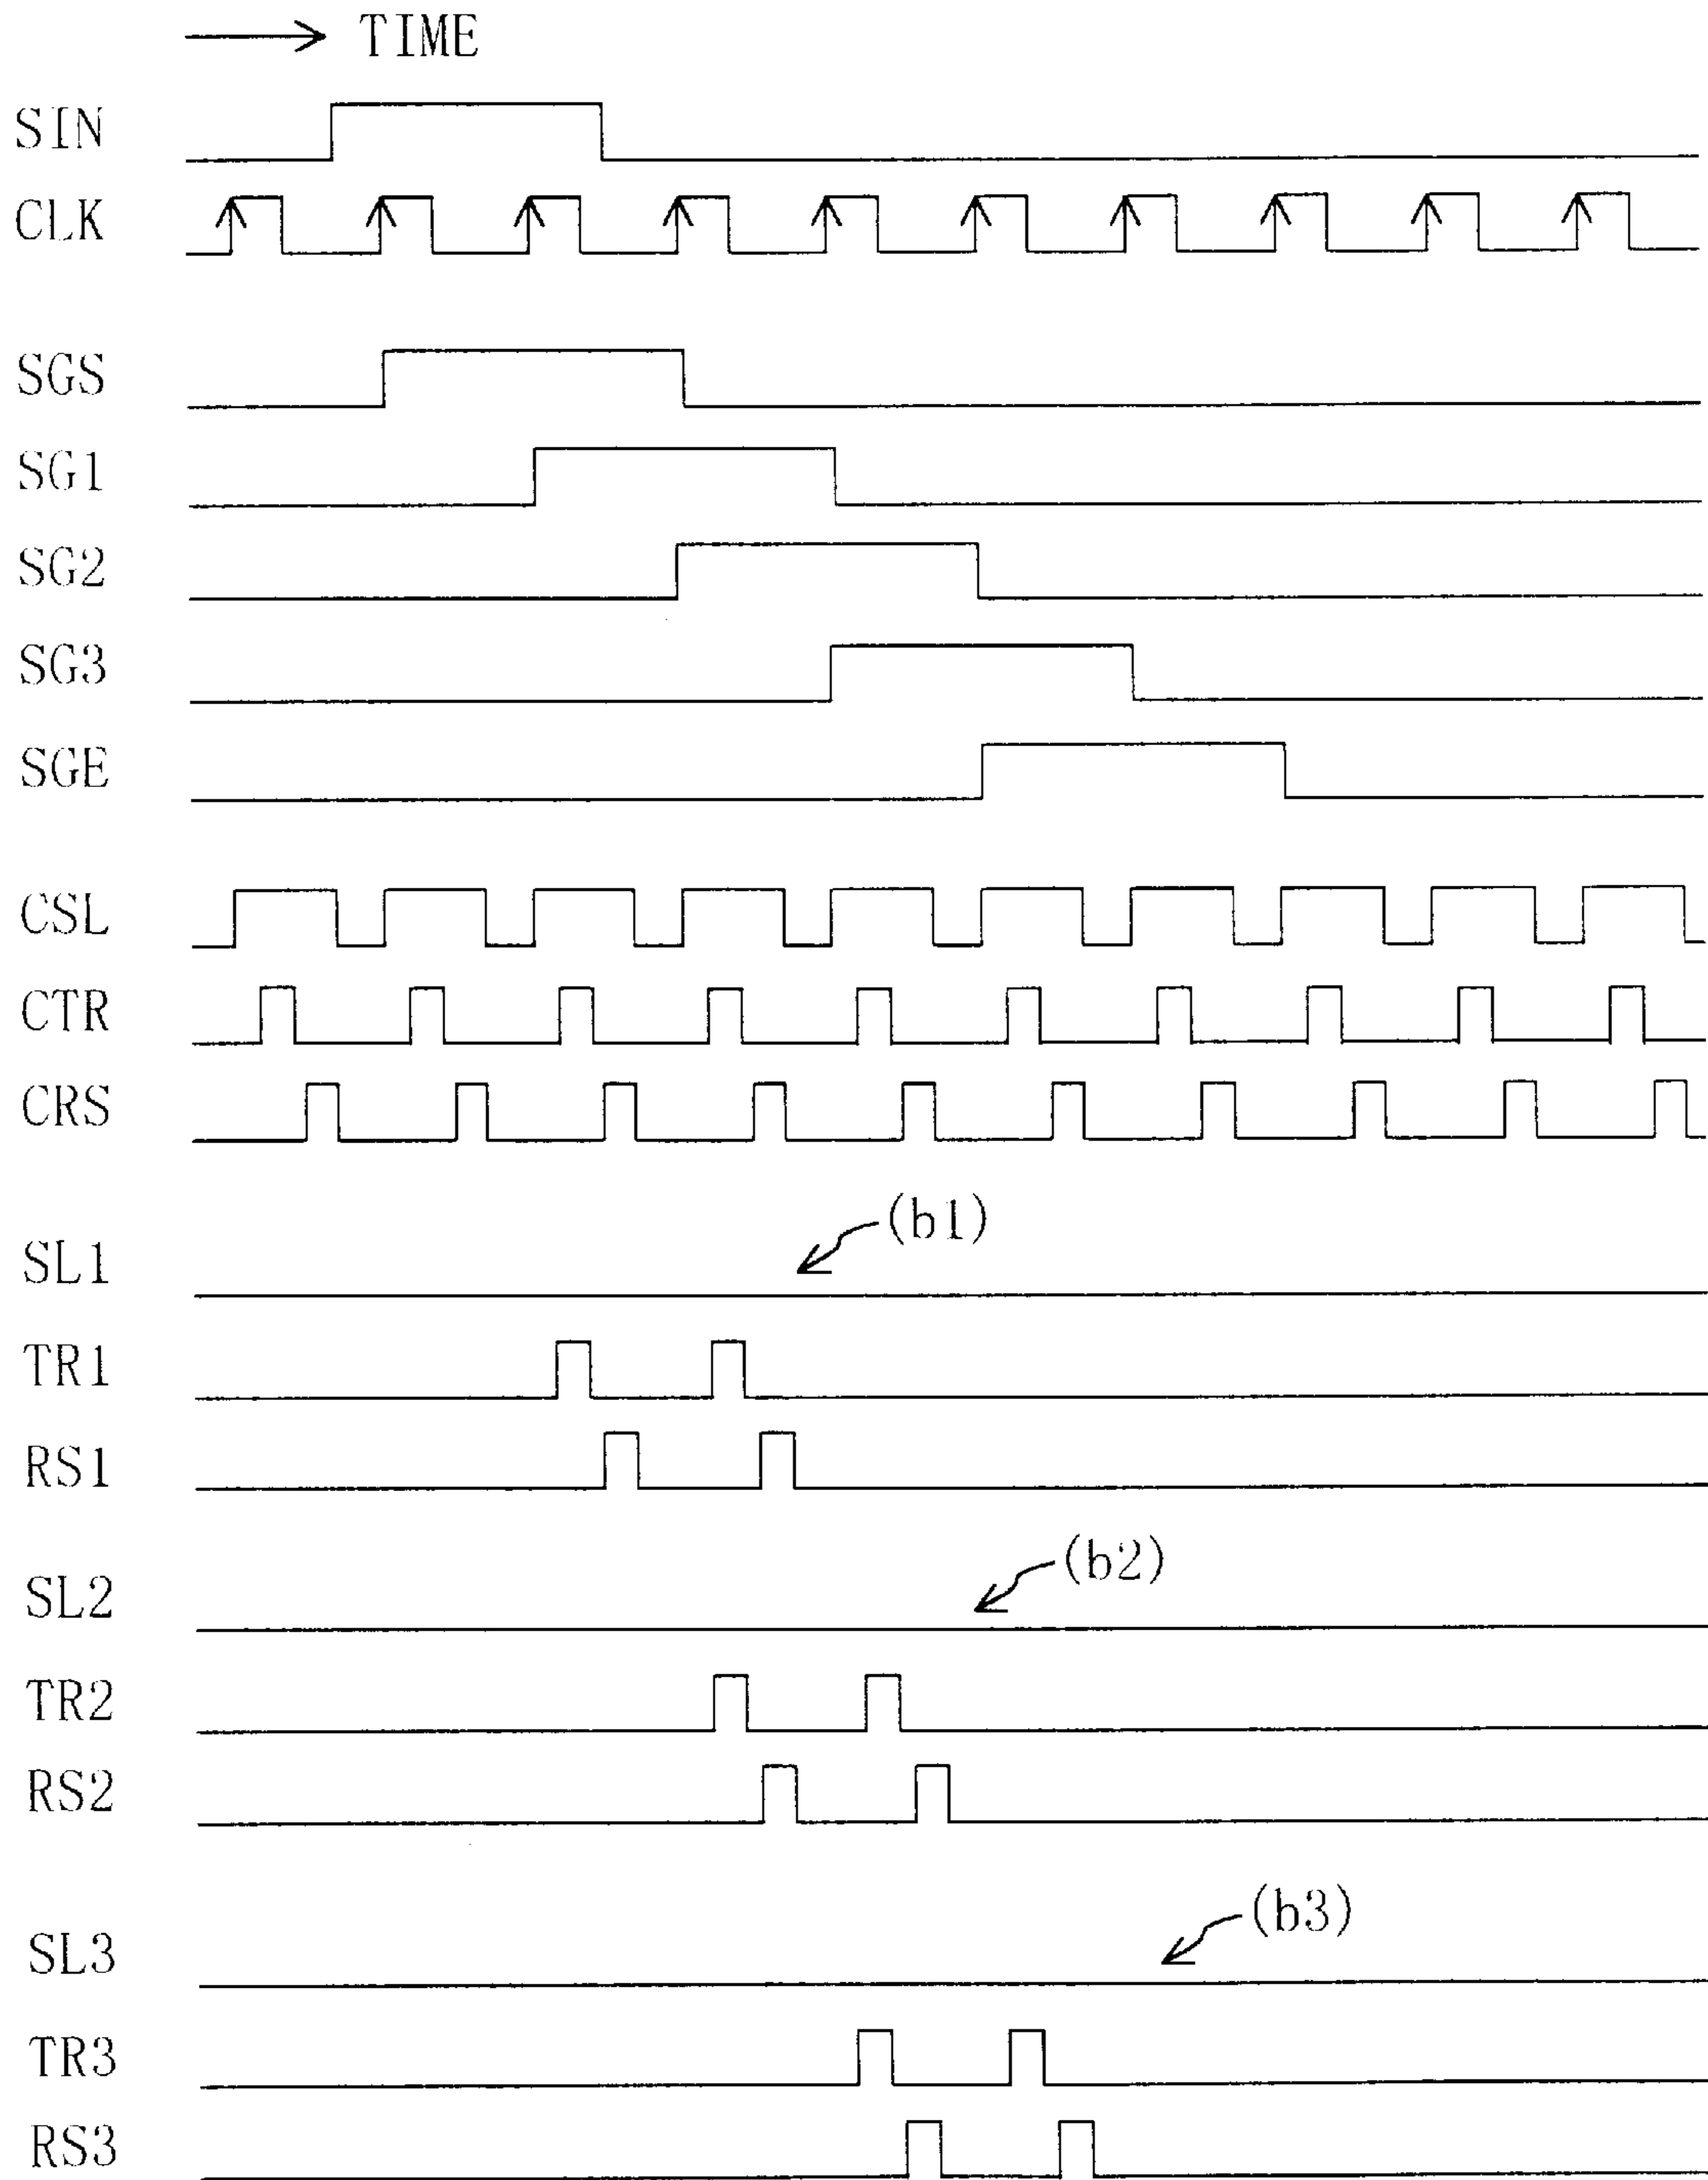 TIME
SIN
CLK
SGS
SG1
SG2
SG3
SGE
CSL
CTR
CRS
(b1)
SL1
TR1
RS1
(b2)
SL2
TR2
RS2
(b3)
SL3
TR3
RS3